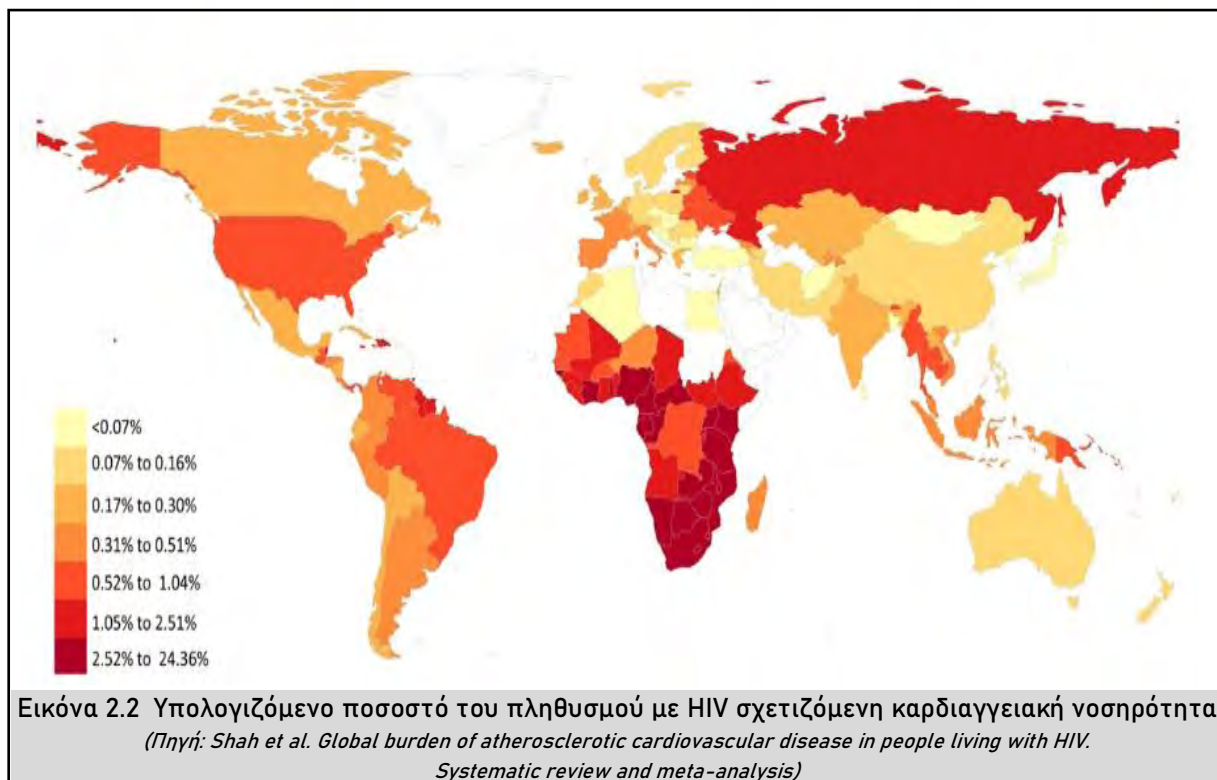 <0.07%
0.07% to 0.16%
0.17% to 0.30%
0.31% to 0.51%
0.52% to 1.04%
1.05% to 2.51%
2.52% to 24.36%
Εικόνα 2.2 Υπολογιζόμενο ποσοστό του πληθυσμού με HIV σχετιζόμενη καρδιαγγειακή νοσηρότητα
(Πηγή: Shah et al. Global burden of atherosclerotic cardiovascular disease in people living with HIV.
Systematic review and meta-analysis)